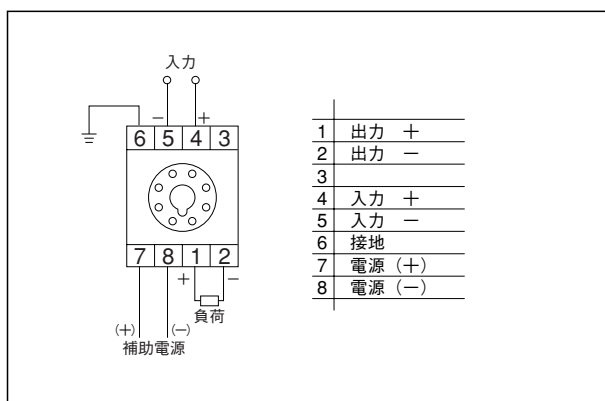 入力
− +
6 5 4 3
7 8 1 2
+ −
負荷
(+) (−)
補助電源
1 出力 +
2 出力 −
3
4 入力 +
5 入力 −
6 接地
7 電源（+）
8 電源（−）